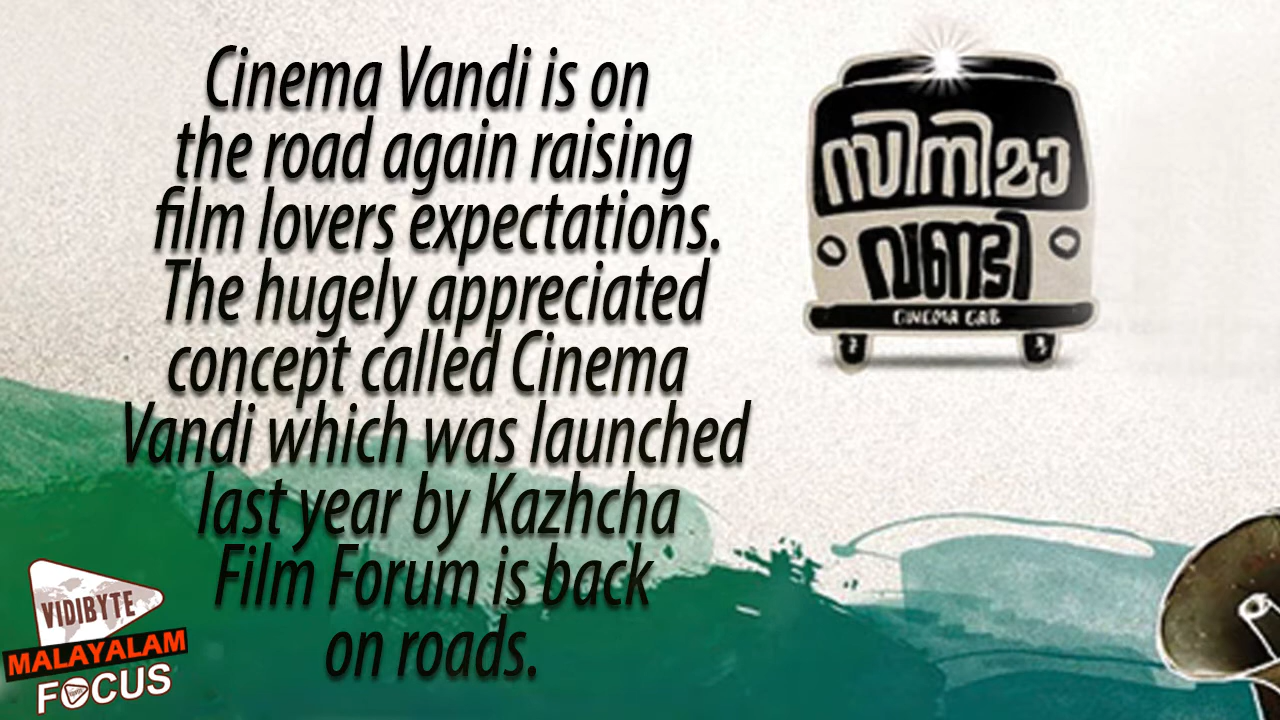 Cinema Vandi is on
the road again raising
film lovers expectations.
The hugely appreciated
concept called Cinema
Vandi which was launched
last year by Kazhcha
Film Forum is back
on roads.
സിനിമാ
വണ്ടി
CINEMA CAB
VIDIBYTE
MALAYALAM
FOCUS